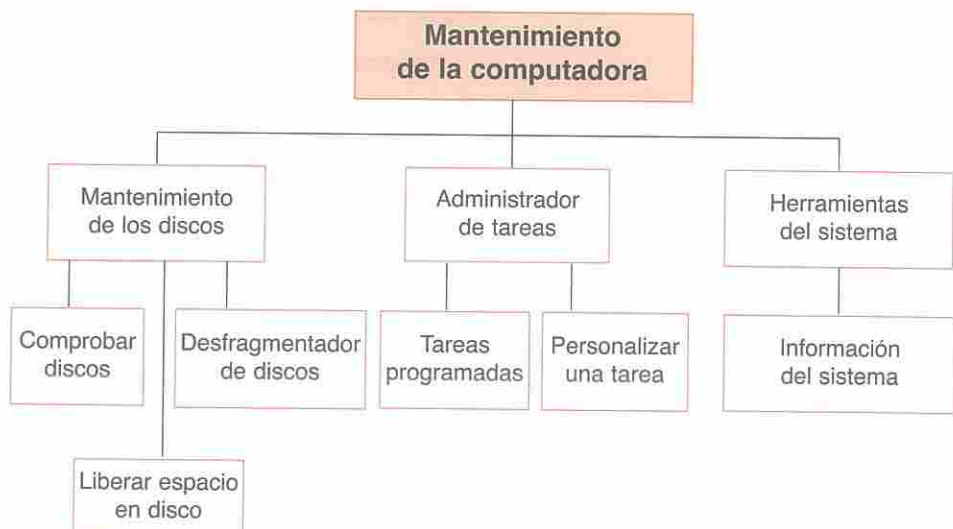 Mantenimiento
de la computadora
Mantenimiento
de los discos
Administrador
de tareas
Herramientas
del sistema
Comprobar
discos
Desfragmentador
de discos
Tareas
programadas
Personalizar
una tarea
Información
del sistema
Liberar espacio
en disco